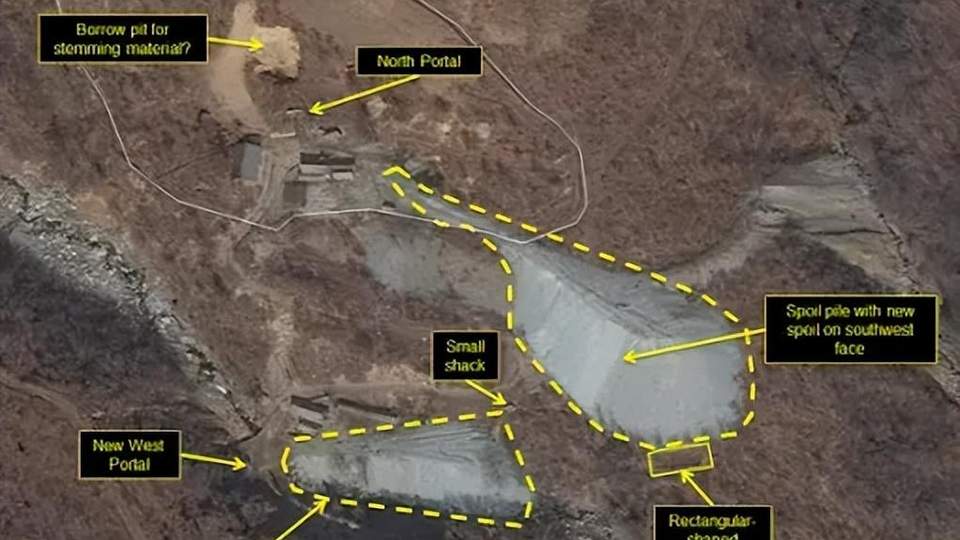 Borrow pit for
stemming material?
North Portal
Spoil pile with new
spoil on southwest
face
Small
shack
New West
Portal
Rectangular-
shaped